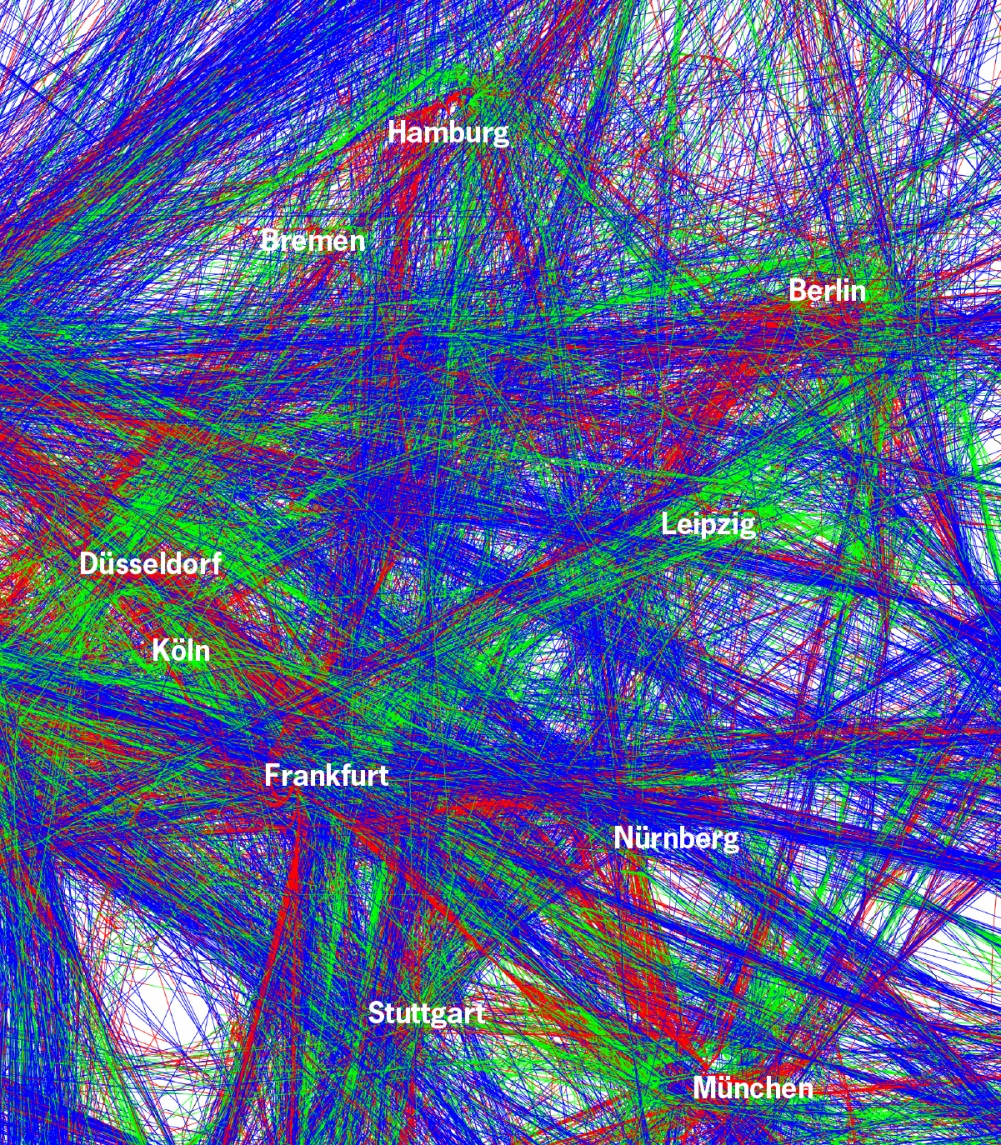 Hamburg
Bremen
Berlin
Leipzig
Düsseldorf
Köln
Frankfurt
Nürnberg
Stuttgart
München